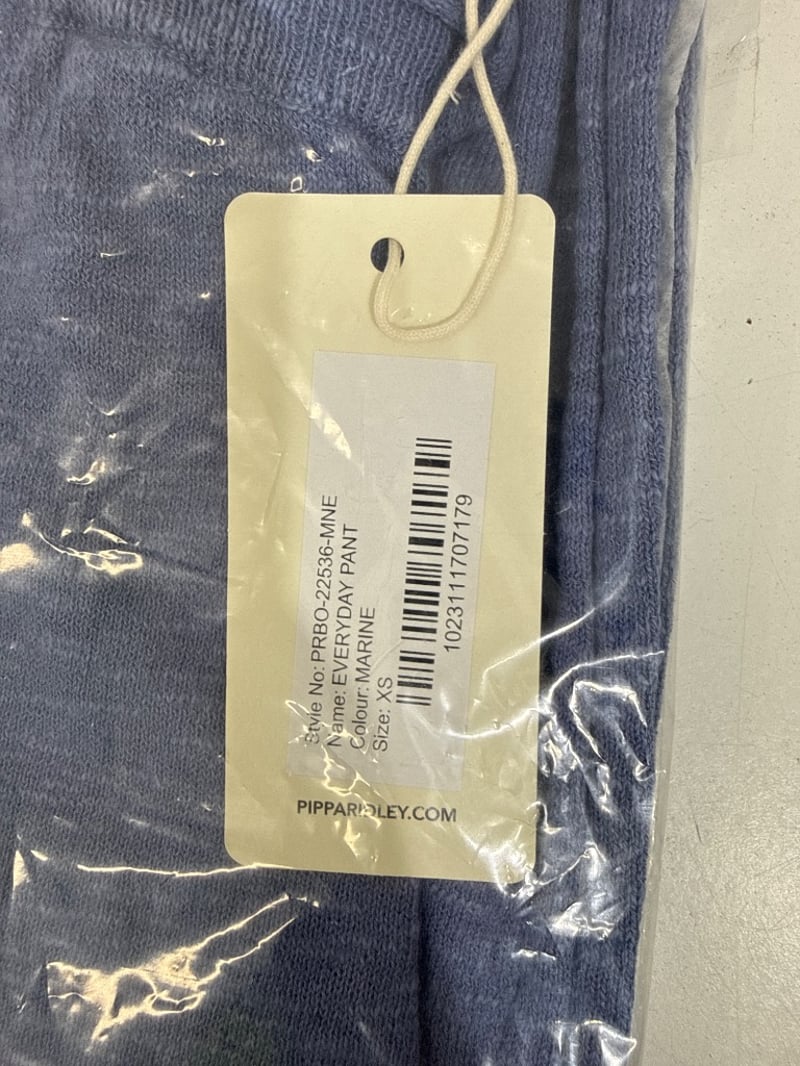 Style No: PRBO-22536-MNE
Name: EVERYDAY PANT
Colour: MARINE
Size: XS
1023111707179
PIPPARIDLEY.COM